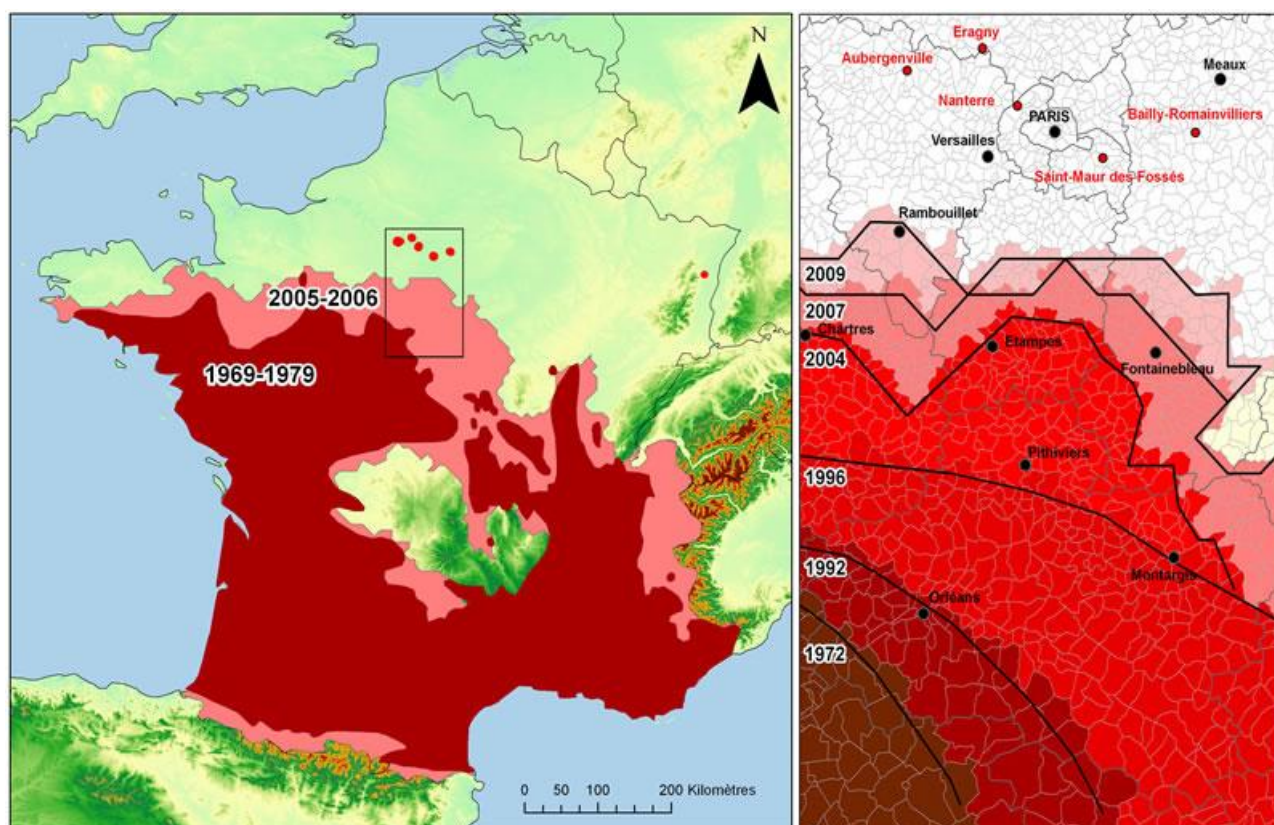 N
2005-2006
1969-1979
0 50 100 200 Kilomètres
Eragny
Aubergenville
Meaux
Nanterre
Bailly-Romainvilliers
PARIS
Versailles
Saint-Maur des Fossés
Rambouillet
2009
2007
Chartres
Etampes
2004
Fontainebleau
Pithiviers
1996
Montargis
1992
Orléans
1972